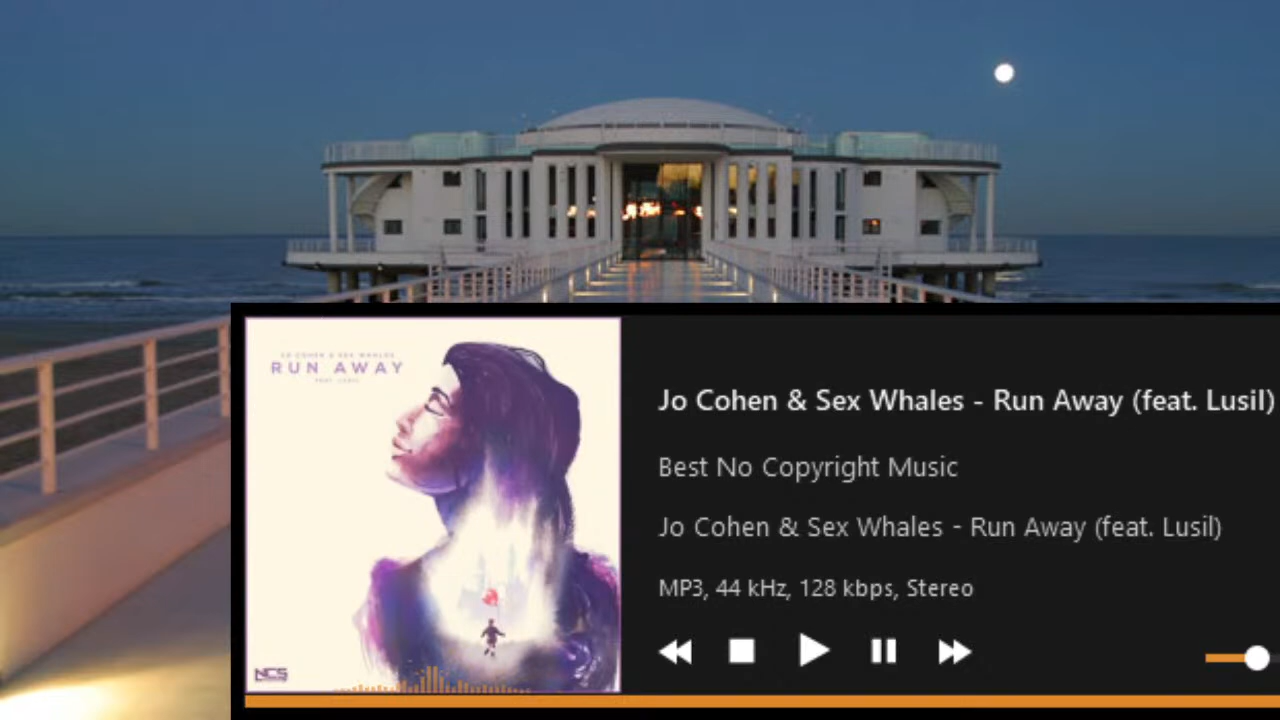 JO COHEN & SEX WHALES
RUN AWAY
FEAT. LUSIL
NCS
Jo Cohen & Sex Whales - Run Away (feat. Lusil)
Best No Copyright Music
Jo Cohen & Sex Whales - Run Away (feat. Lusil)
MP3, 44 kHz, 128 kbps, Stereo